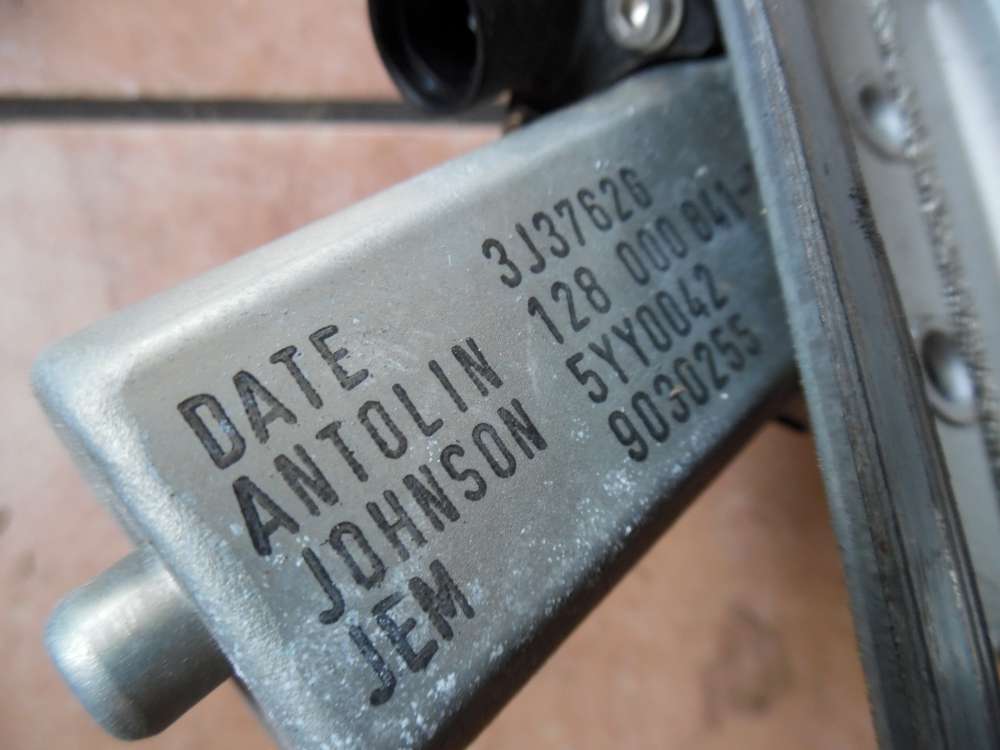 DATE 3J37626
ANTOLIN 128 000 841-
JOHNSON 5YY0042
JEM 9030255